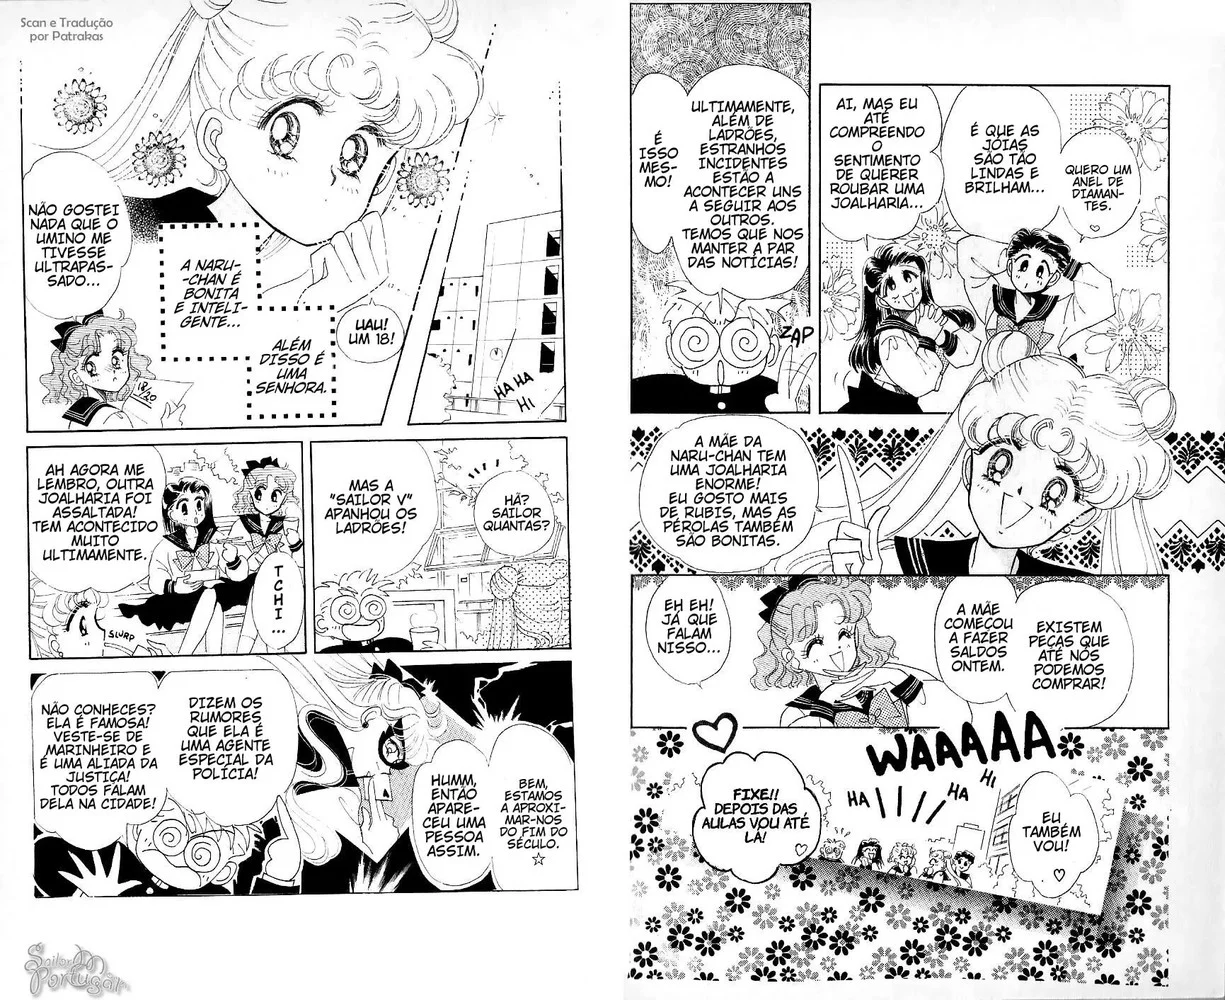 Scan e Tradução
por Patrakas
NÃO GOSTEI
NADA QUE O
UMINO ME
TIVESSE
ULTRAPAS-
SADO...
A NARU-
-CHAN É
BONITA
E INTELI-
GENTE...
ALÉM
DISSO É
UMA
SENHORA.
UAU!
UM 18!
18/20
HA HA
HI
AH AGORA ME
LEMBRO, OUTRA
JOALHARIA FOI
ASSALTADA!
TEM ACONTECIDO
MUITO
ULTIMAMENTE.
SLURP
TCHI...
MAS A
"SAILOR V"
APANHOU OS
LADRÕES!
HÃ?
SAILOR
QUANTAS?
NÃO CONHECES?
ELA É FAMOSA!
VESTE-SE DE
MARINHEIRO E
É UMA ALIADA DA
JUSTIÇA!
TODOS FALAM
DELA NA CIDADE!
DIZEM OS
RUMORES
QUE ELA É
UMA AGENTE
ESPECIAL DA
POLÍCIA!
HUMM,
ENTÃO
APARE-
CEU UMA
PESSOA
ASSIM.
BEM,
ESTAMOS
A APROXI-
MAR-NOS
DO FIM DO
SÉCULO.
☆
Sailor M
Portugal
É
ISSO
MES-
MO!
ULTIMAMENTE,
ALÉM DE
LADRÕES,
ESTRANHOS
INCIDENTES
ESTÃO A
ACONTECER UNS
A SEGUIR AOS
OUTROS.
TEMOS QUE NOS
MANTER A PAR
DAS NOTÍCIAS!
ZAP
AI, MAS EU
ATÉ
COMPREENDO
O
SENTIMENTO
DE QUERER
ROUBAR UMA
JOALHARIA...
É QUE AS
JÓIAS
SÃO TÃO
LINDAS E
BRILHAM...
QUERO UM
ANEL DE
DIAMAN-
TES.
♡
A MÃE DA
NARU-CHAN TEM
UMA JOALHARIA
ENORME!
EU GOSTO MAIS
DE RUBIS, MAS AS
PÉROLAS TAMBÉM
SÃO BONITAS.
EH EH!
JÁ QUE
FALAM
NISSO...
A MÃE
COMEÇOU
A FAZER
SALDOS
ONTEM.
EXISTEM
PEÇAS QUE
ATÉ NÓS
PODEMOS
COMPRAR!
WAAAAA
FIXE!!
DEPOIS DAS
AULAS VOU ATÉ
LÁ!
♡
HA
HA
HI
EU
TAMBÉM
VOU!
♡